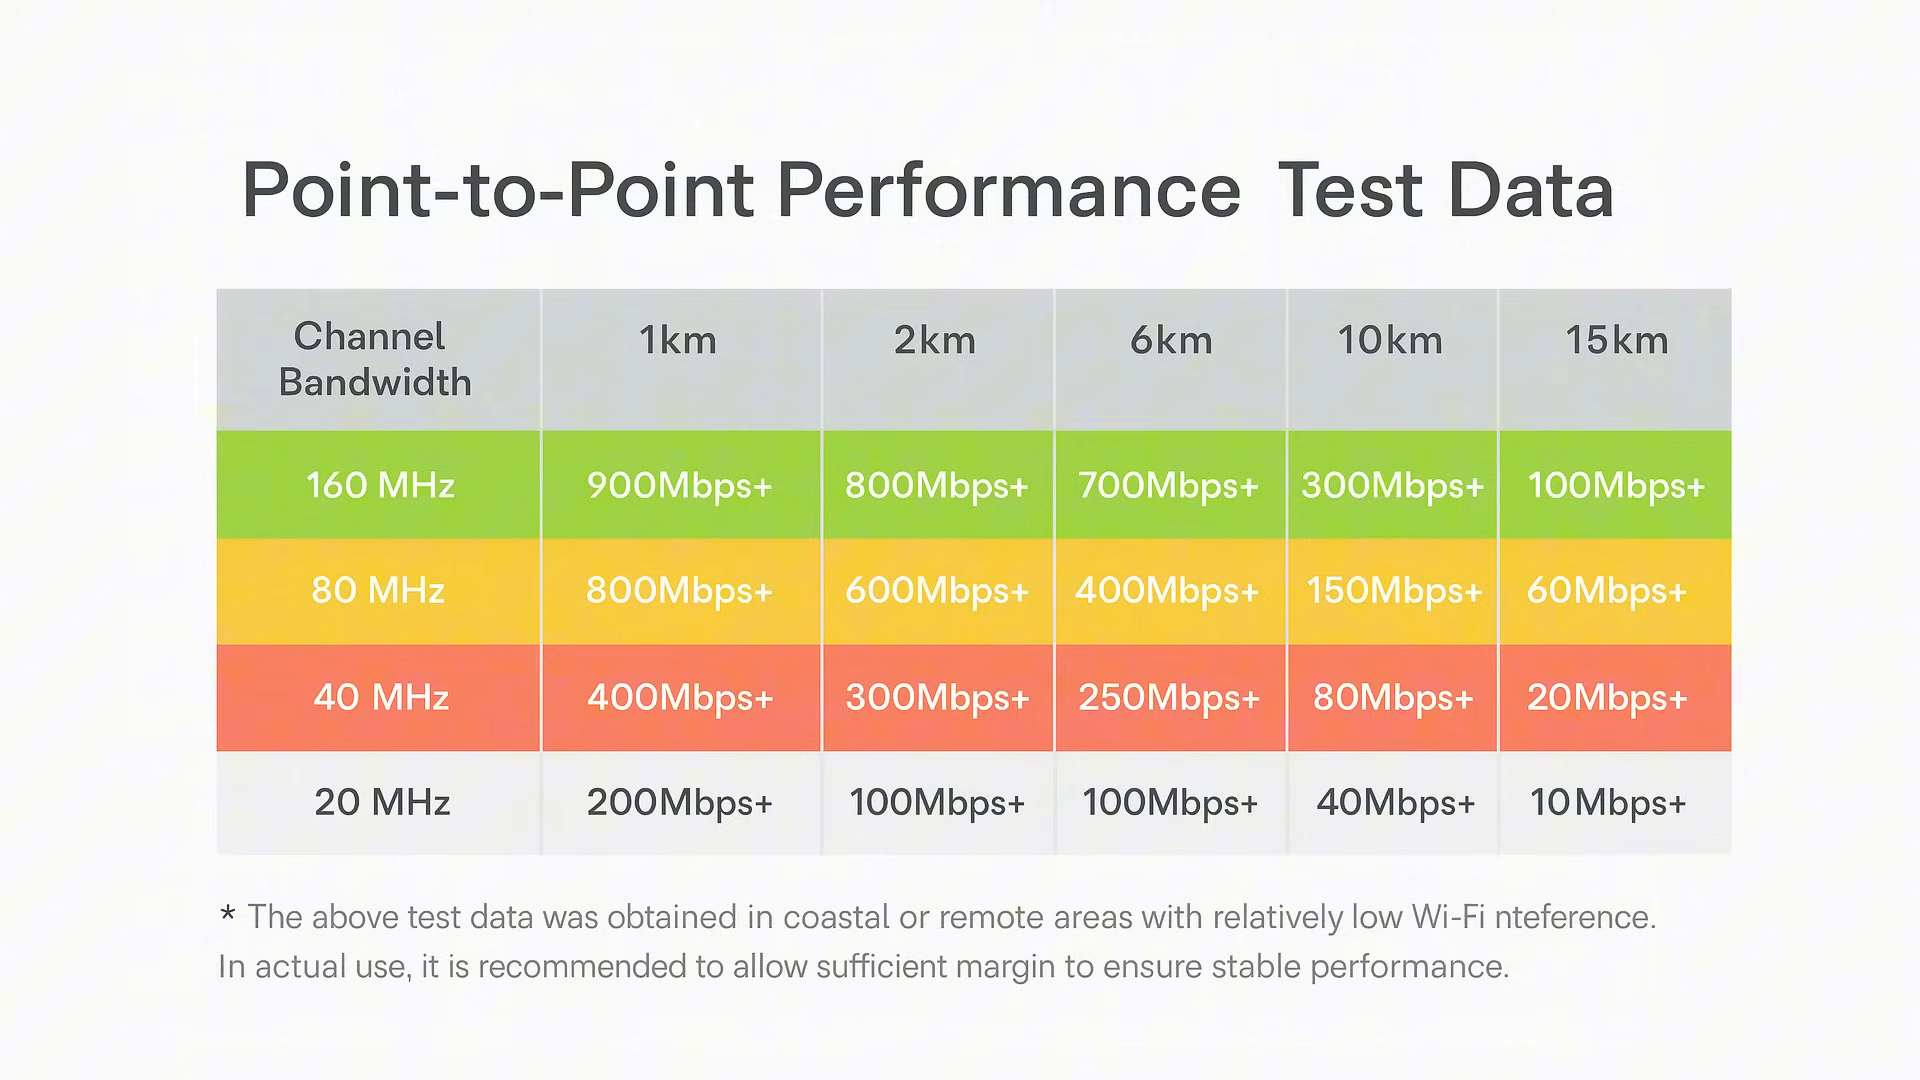 Point-to-Point Performance Test Data
Channel Bandwidth 1km 2km 6km 10km 15km
160 MHz 900Mbps+ 800Mbps+ 700Mbps+ 300Mbps+ 100Mbps+
80 MHz 800Mbps+ 600Mbps+ 400Mbps+ 150Mbps+ 60Mbps+
40 MHz 400Mbps+ 300Mbps+ 250Mbps+ 80Mbps+ 20Mbps+
20 MHz 200Mbps+ 100Mbps+ 100Mbps+ 40Mbps+ 10Mbps+
* The above test data was obtained in coastal or remote areas with relatively low Wi-Fi nteference.
In actual use, it is recommended to allow sufficient margin to ensure stable performance.